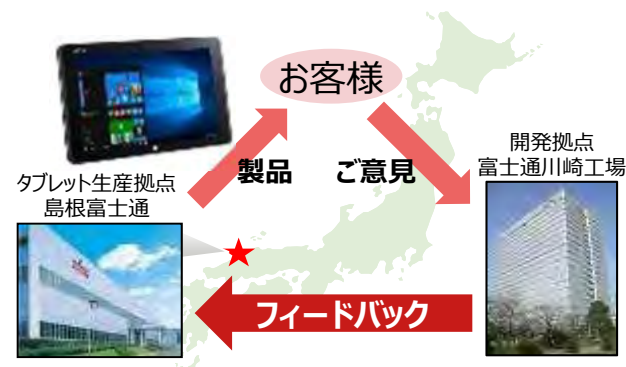 お客様
製品
ご意見
開発拠点
富士通川崎工場
タブレット生産拠点
島根富士通
フィードバック